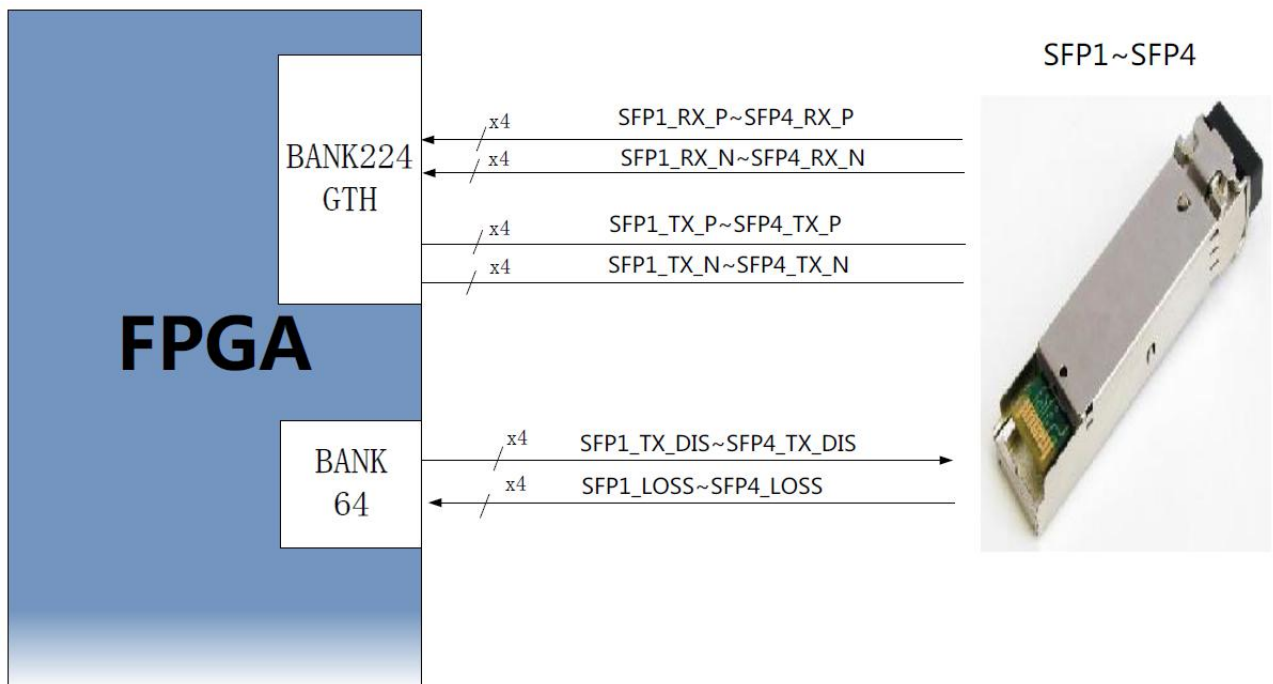 SFP1~SFP4
x4
SFP1_RX_P~SFP4_RX_P
BANK224
GTH
x4
SFP1_RX_N~SFP4_RX_N
x4
SFP1_TX_P~SFP4_TX_P
x4
SFP1_TX_N~SFP4_TX_N
FPGA
BANK
64
x4
SFP1_TX_DIS~SFP4_TX_DIS
x4
SFP1_LOSS~SFP4_LOSS